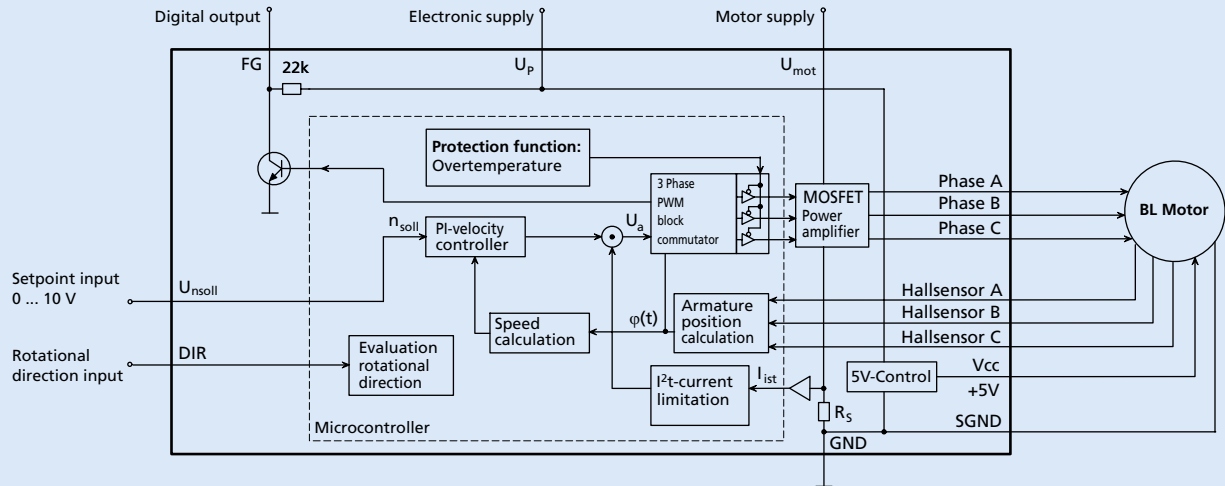 Digital output
Electronic supply
Motor supply
FG
22k
U_P
U_mot
Protection function:
Overtemperature
3 Phase
PWM
block
commutator
MOSFET
Power
amplifier
Phase A
Phase B
Phase C
BL Motor
n_soll
PI-velocity
controller
U_a
Setpoint input
0 ... 10 V
U_nsoll
Hallsensor A
Hallsensor B
Hallsensor C
Speed
calculation
φ(t)
Armature
position
calculation
Rotational
direction input
DIR
Evaluation
rotational
direction
I²t-current
limitation
I_ist
5V-Control
Vcc
+5V
R_S
SGND
GND
Microcontroller